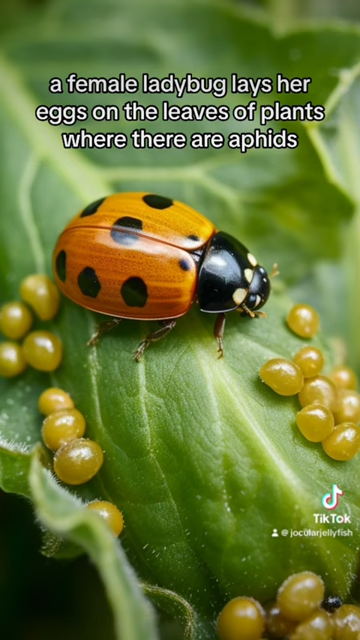 a female ladybug lays her
eggs on the leaves of plants
where there are aphids
TikTok
@jocularjellyfish